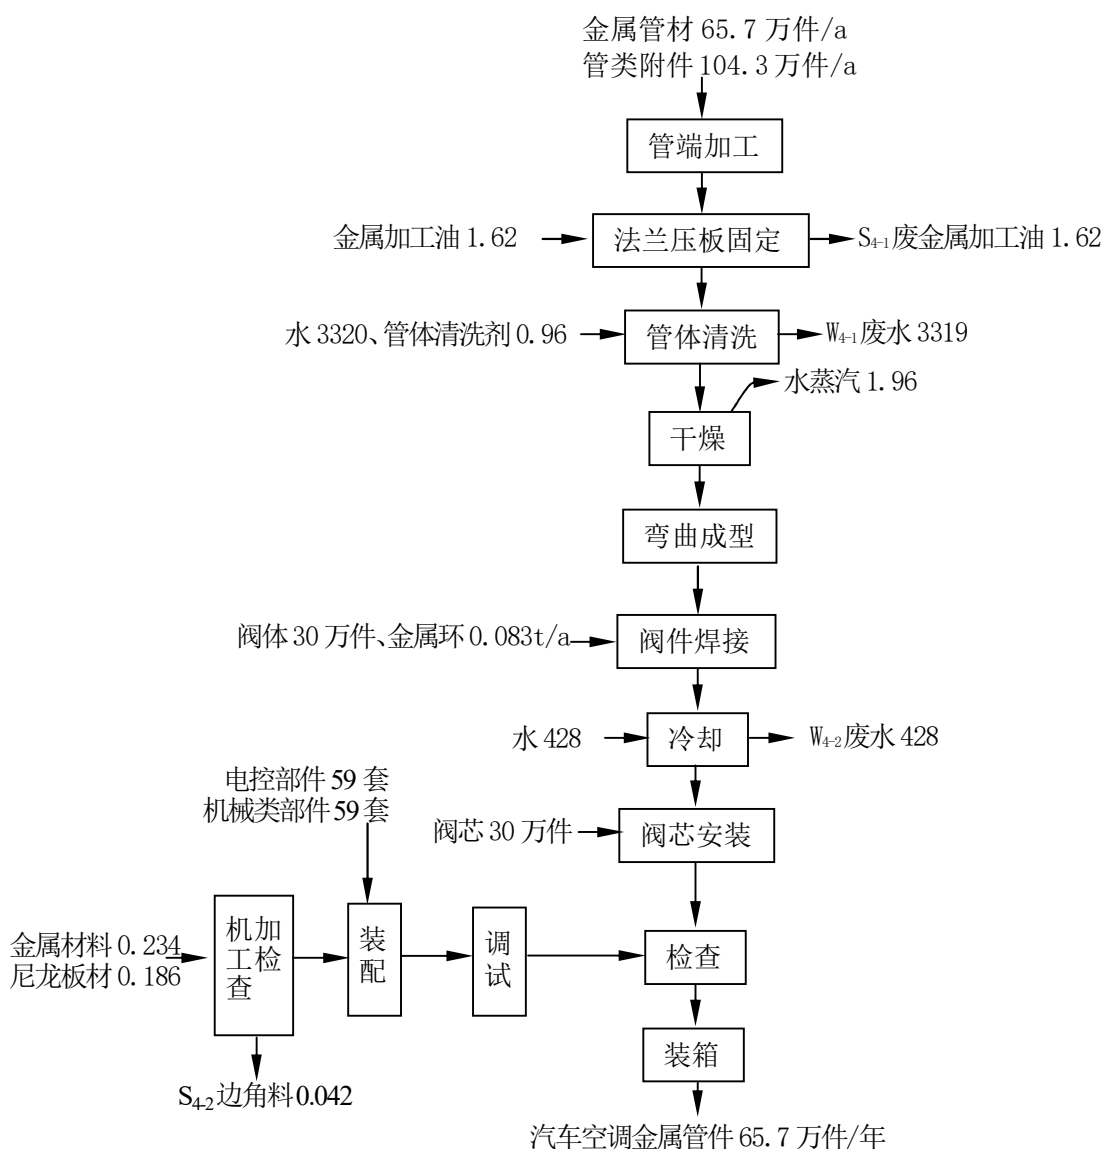 金属管材 65.7 万件/a
管类附件 104.3 万件/a
管端加工
金属加工油 1.62
法兰压板固定
S4-1 废金属加工油 1.62
水 3320、管体清洗剂 0.96
管体清洗
W4-1 废水 3319
水蒸汽 1.96
干燥
弯曲成型
阀体 30 万件、金属环 0.083t/a
阀件焊接
水 428
冷却
W4-2 废水 428
电控部件 59 套
机械类部件 59 套
阀芯 30 万件
阀芯安装
金属材料 0.234
尼龙板材 0.186
机加
工检
查
装
配
调
试
检查
装箱
S4-2 边角料 0.042
汽车空调金属管件 65.7 万件/年